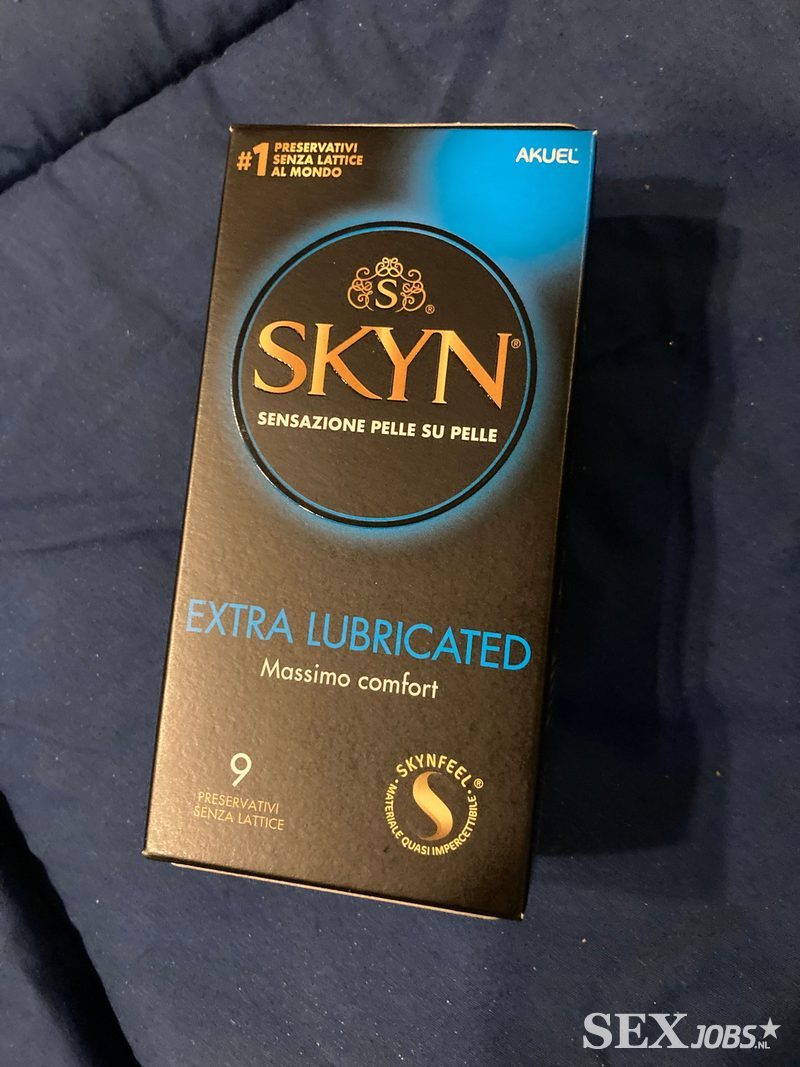 #1 PRESERVATIVI
SENZA LATTICE
AL MONDO
AKUEL®
S®
SKYN®
SENSAZIONE PELLE SU PELLE
EXTRA LUBRICATED
Massimo comfort
9
PRESERVATIVI
SENZA LATTICE
SKYNFEEL®
• MATERIALE QUASI IMPERCETTIBILE •
SEXJOBS.NL